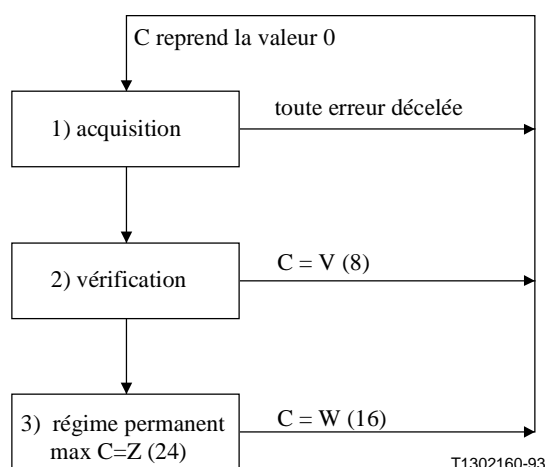 C reprend la valeur 0
1) acquisition
toute erreur décelée
2) vérification
C = V (8)
3) régime permanent
max C=Z (24)
C = W (16)
T1302160-93